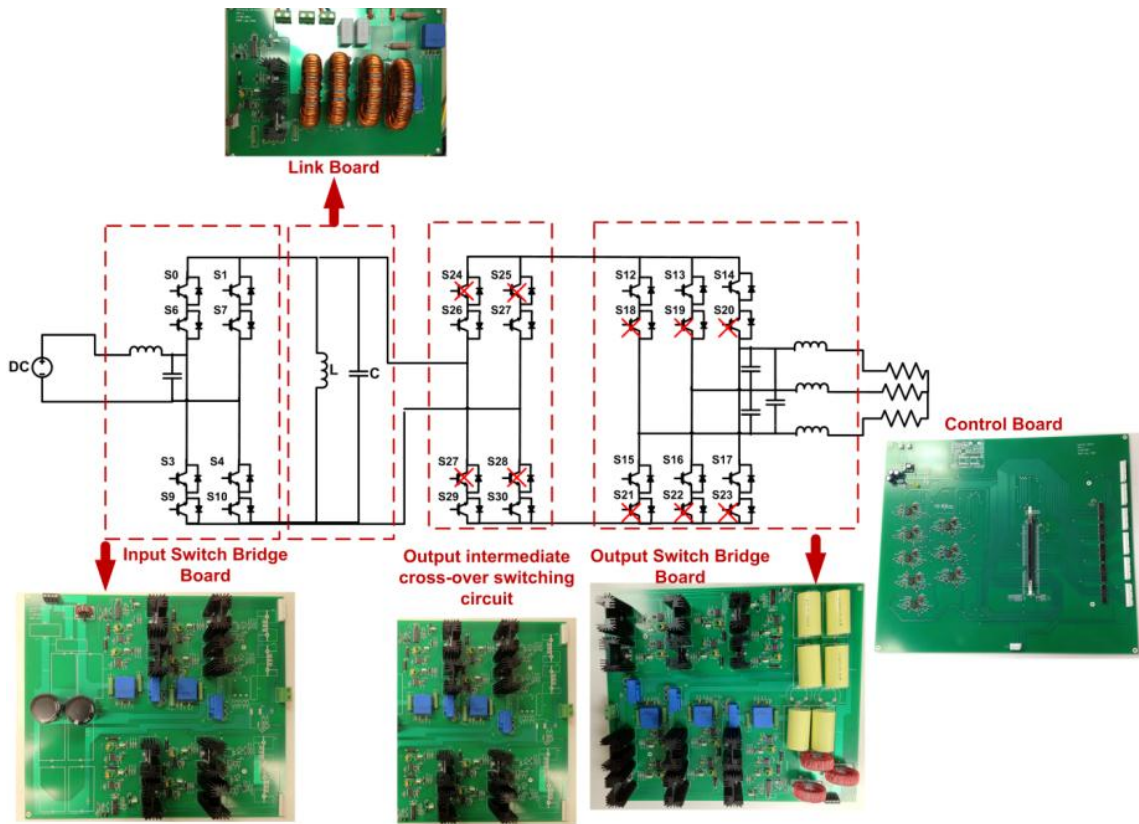 Link Board
S0
S1
S6
S7
DC
L
C
S3
S4
S9
S10
S24
S25
S26
S27
S27
S28
S29
S30
S12
S13
S14
S18
S19
S20
S15
S16
S17
S21
S22
S23
Control Board
Input Switch Bridge
Board
Output intermediate
cross-over switching
circuit
Output Switch Bridge
Board